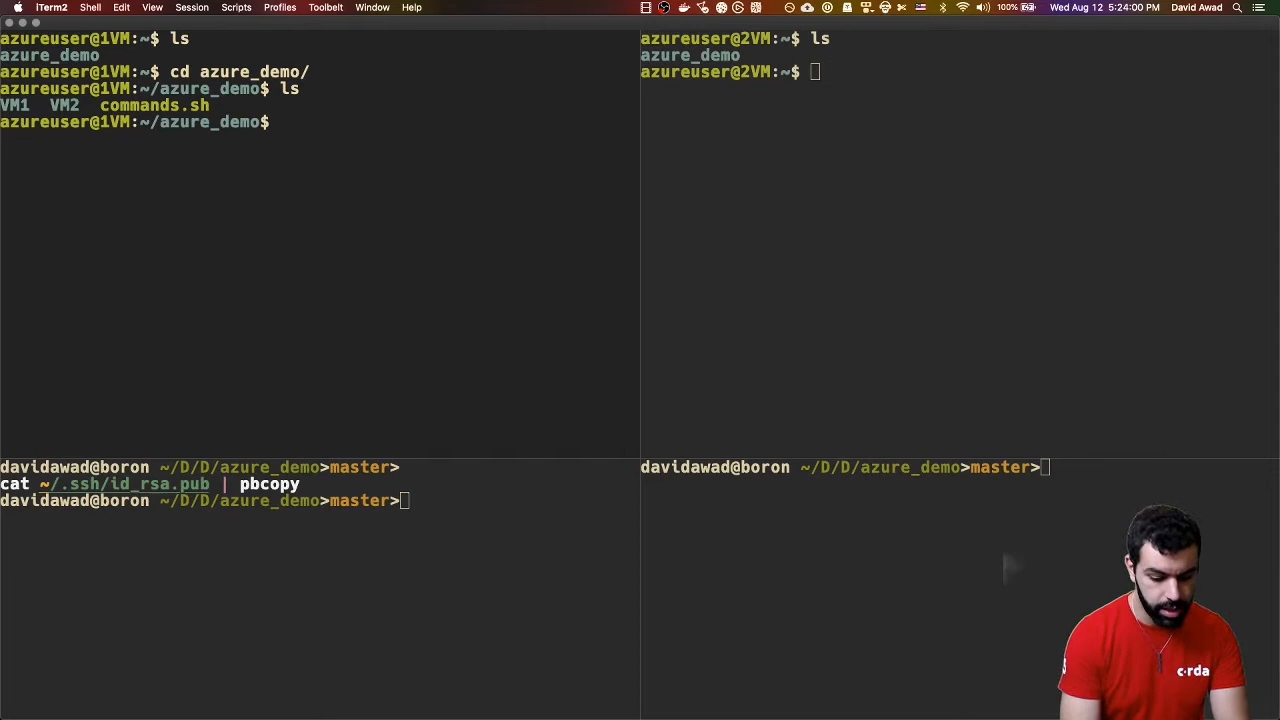 iTerm2 Shell Edit View Session Scripts Profiles Toolbelt Window Help 100% Wed Aug 12 5:24:00 PM David Awad
azureuser@1VM:~$ ls
azure_demo
azureuser@1VM:~$ cd azure_demo/
azureuser@1VM:~/azure_demo$ ls
VM1 VM2 commands.sh
azureuser@1VM:~/azure_demo$
azureuser@2VM:~$ ls
azure_demo
azureuser@2VM:~$
davidawad@boron ~/D/D/azure_demo>master>
cat ~/.ssh/id_rsa.pub | pbcopy
davidawad@boron ~/D/D/azure_demo>master>
davidawad@boron ~/D/D/azure_demo>master>
c·rda